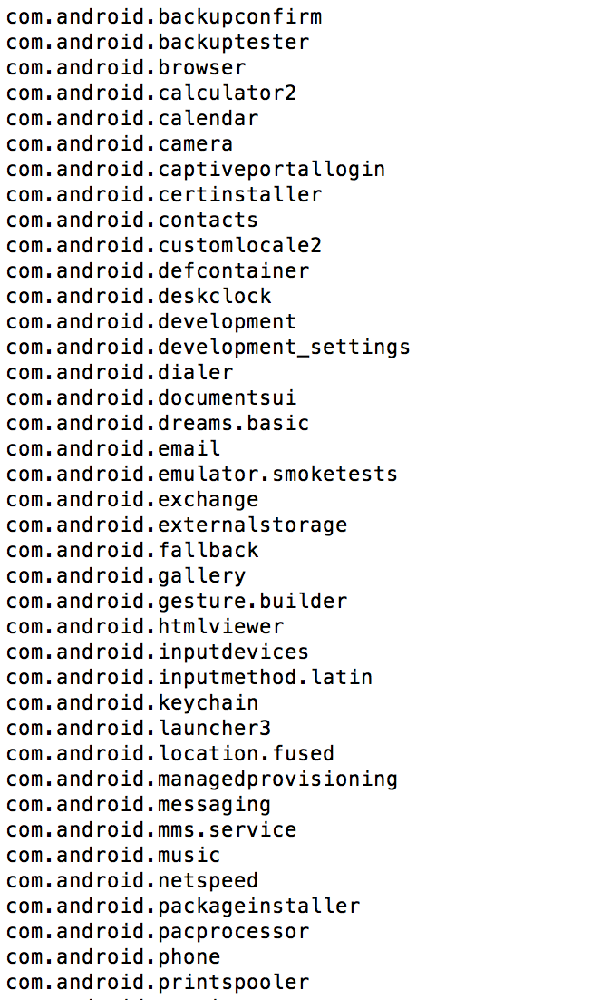 com.android.backupconfirm
com.android.backuptester
com.android.browser
com.android.calculator2
com.android.calendar
com.android.camera
com.android.captiveportallogin
com.android.certinstaller
com.android.contacts
com.android.customlocale2
com.android.defcontainer
com.android.deskclock
com.android.development
com.android.development_settings
com.android.dialer
com.android.documentsui
com.android.dreams.basic
com.android.email
com.android.emulator.smoketests
com.android.exchange
com.android.externalstorage
com.android.fallback
com.android.gallery
com.android.gesture.builder
com.android.htmlviewer
com.android.inputdevices
com.android.inputmethod.latin
com.android.keychain
com.android.launcher3
com.android.location.fused
com.android.managedprovisioning
com.android.messaging
com.android.mms.service
com.android.music
com.android.netspeed
com.android.packageinstaller
com.android.pacprocessor
com.android.phone
com.android.printspooler